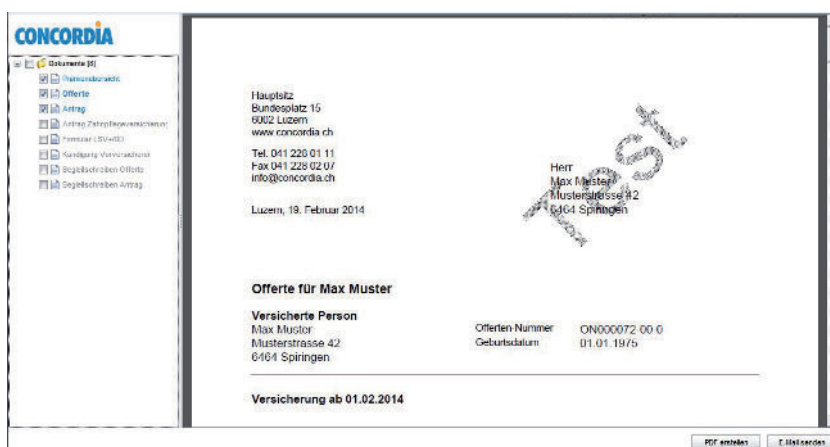 CONCORDIA
Dokumente [8]
Prämienübersicht
Offerte
Antrag
Antrag Zahnpflegeversicherung
Formular LSV+/DD
Kündigung Vorversicherer
Begleitschreiben Offerte
Begleitschreiben Antrag
Hauptsitz
Bundesplatz 15
6002 Luzern
www.concordia.ch
Tel. 041 228 01 11
Fax 041 228 02 07
info@concordia.ch
Luzern, 19. Februar 2014
Herr
Max Muster
Musterstrasse 42
6464 Spiringen
Test
Offerte für Max Muster
Versicherte Person
Max Muster
Musterstrasse 42
6464 Spiringen
Offerten-Nummer ON000072-00-0
Geburtsdatum 01.01.1975
Versicherung ab 01.02.2014
PDF erstellen
E-Mail senden